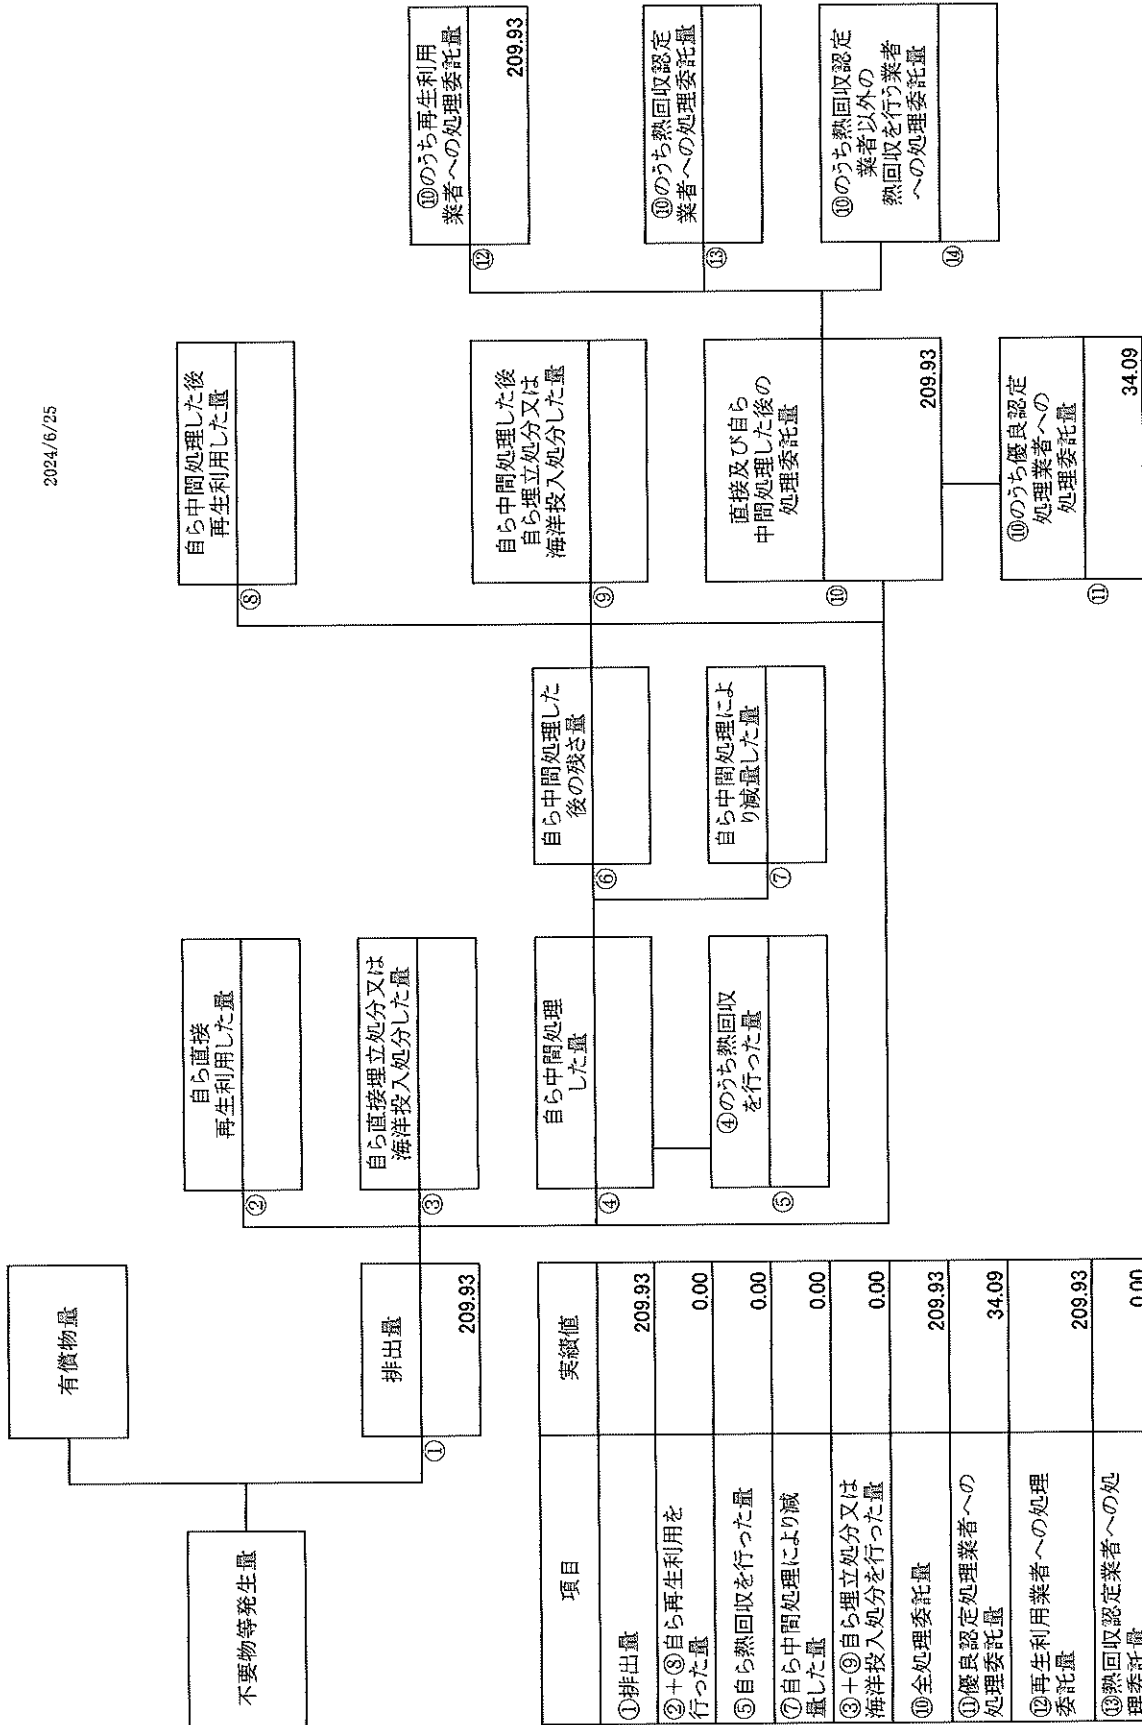 2024/6/25
不要物等発生量
有償物量
排出量
①
209.93
②
自ら直接
再生利用した量
③
自ら直接埋立処分又は
海洋投入処分した量
④
自ら中間処理
した量
⑤
④のうち熱回収
を行った量
⑥
自ら中間処理した
後の残さ量
⑦
自ら中間処理によ
り減量した量
⑧
自ら中間処理した後
再生利用した量
⑨
自ら中間処理した後
自ら埋立処分又は
海洋投入処分した量
⑩
直接及び自ら
中間処理した後の
処理委託量
209.93
⑪
⑩のうち優良認定
処理業者への
処理委託量
34.09
⑫
⑩のうち再生利用
業者への処理委託量
209.93
⑬
⑩のうち熱回収認定
業者への処理委託量
⑭
⑩のうち熱回収認定
業者以外の
熱回収を行う業者
への処理委託量
項目 実績値
①排出量 209.93
②+⑧自ら再生利用を
行った量 0.00
⑤自ら熱回収を行った量 0.00
⑦自ら中間処理により減
量した量 0.00
③+⑨自ら埋立処分又は
海洋投入処分を行った量 0.00
⑩全処理委託量 209.93
⑪優良認定処理業者への
処理委託量 34.09
⑫再生利用業者への処理
委託量 209.93
⑬熱回収認定業者への処
理委託量 0.00